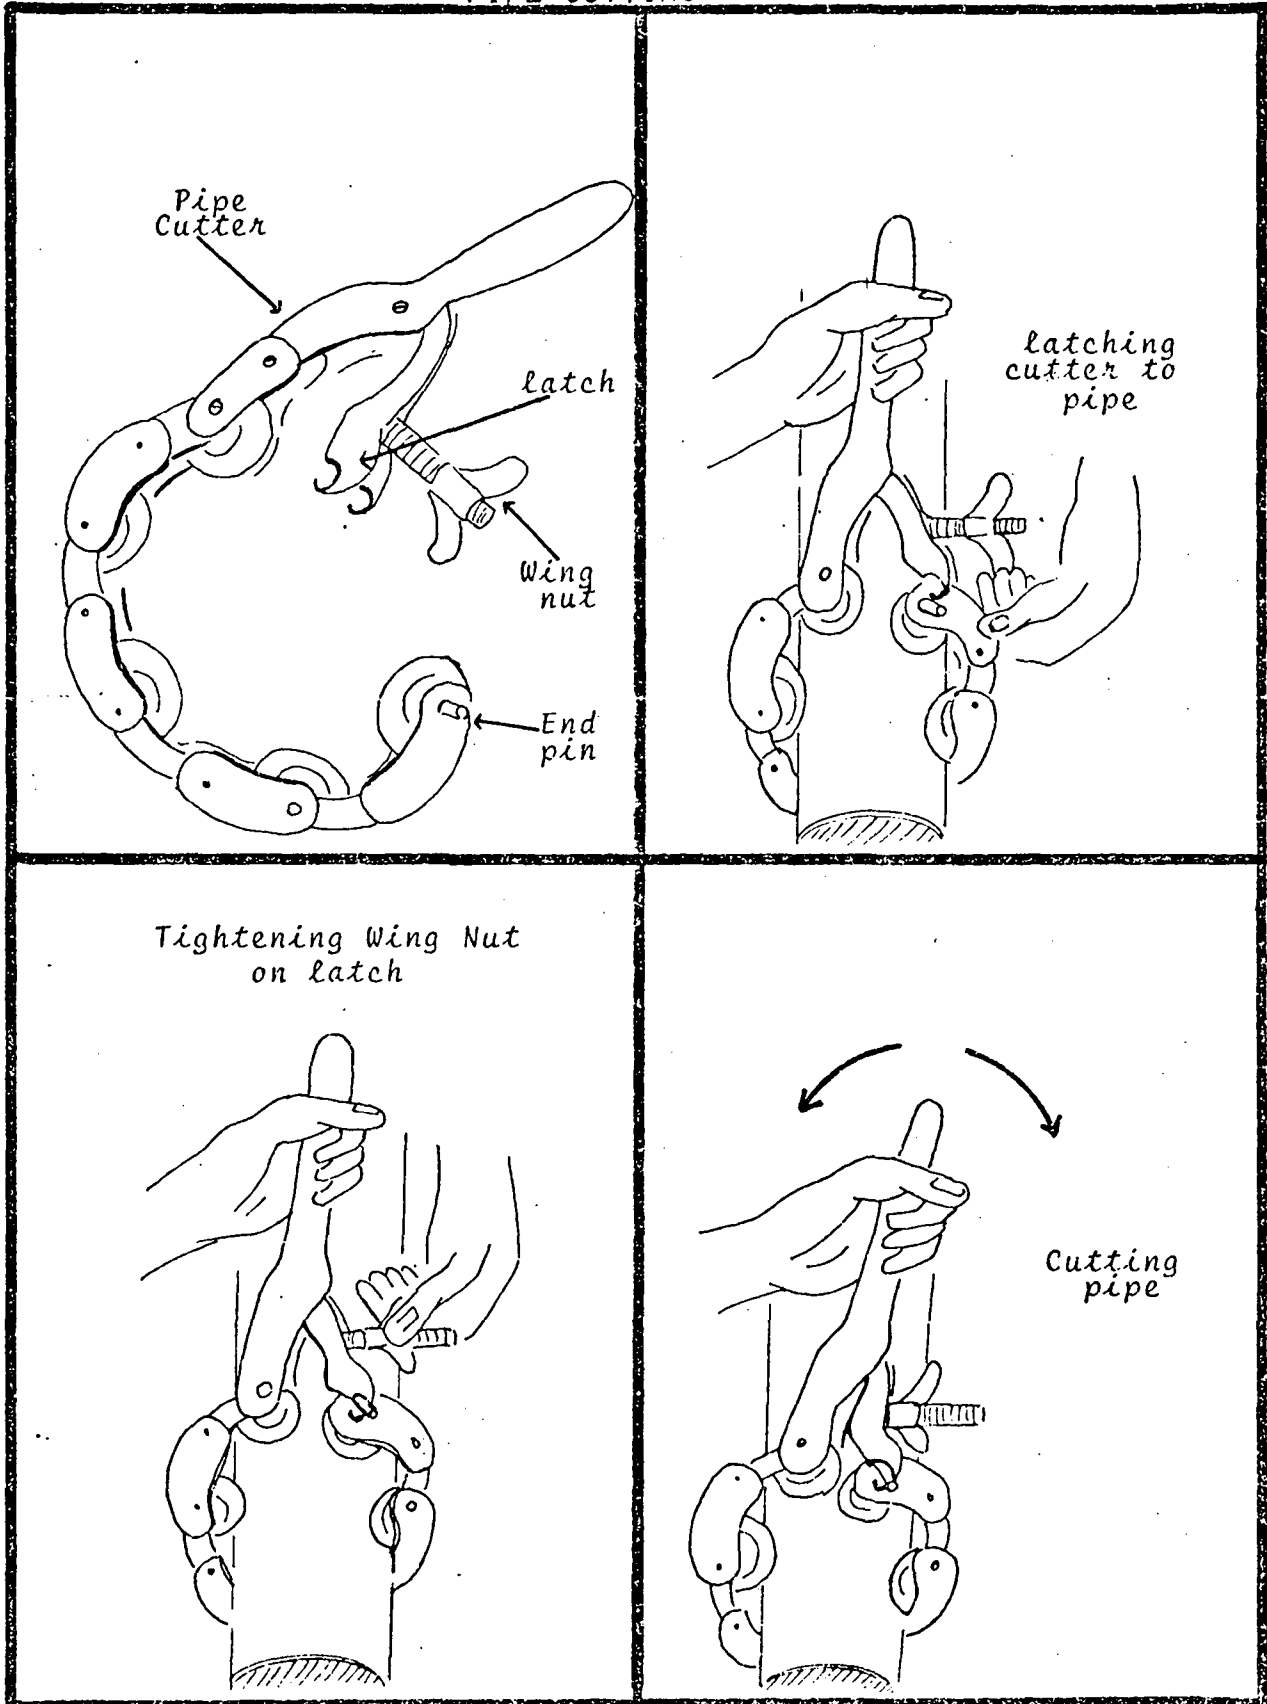 Pipe
Cutter
latch
Wing
nut
End
pin
latching
cutter to
pipe
Tightening Wing Nut
on latch
Cutting
pipe